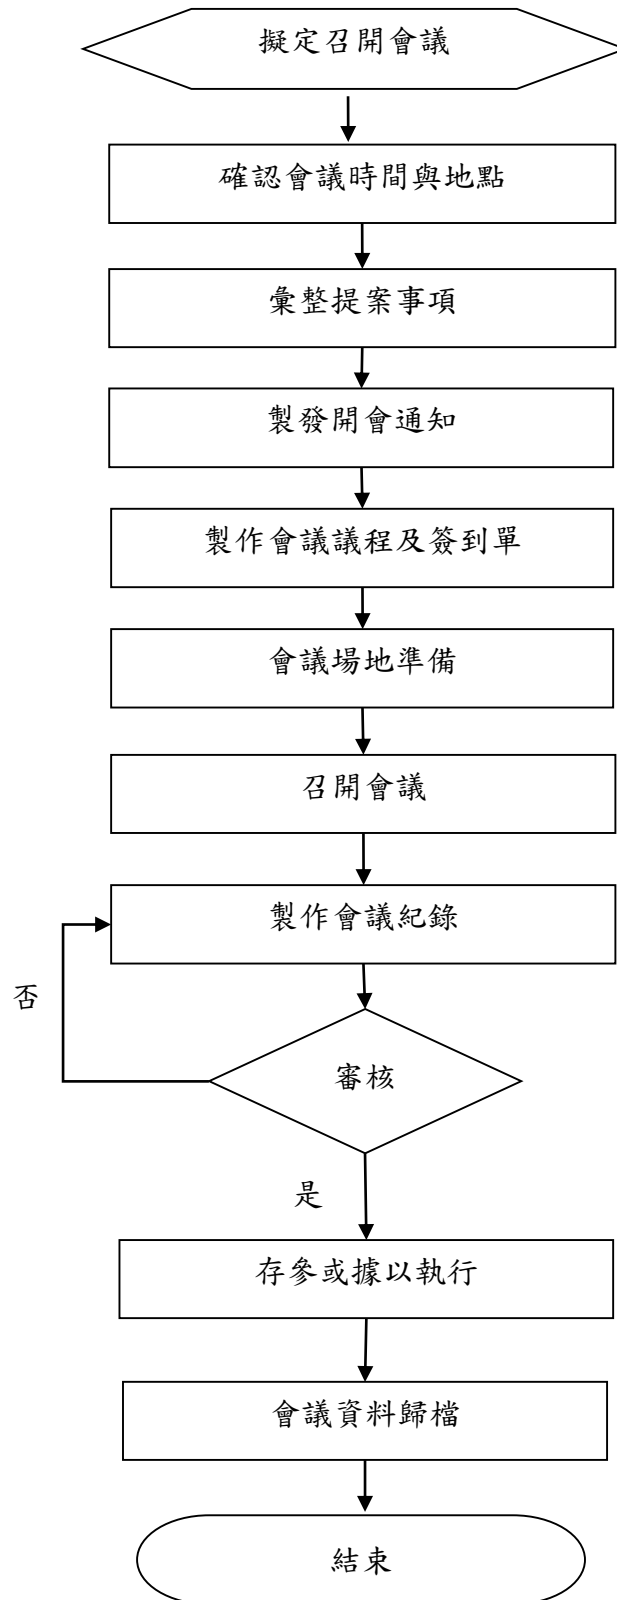 擬定召開會議
確認會議時間與地點
彙整提案事項
製發開會通知
製作會議議程及簽到單
會議場地準備
召開會議
製作會議紀錄
否
審核
是
存參或據以執行
會議資料歸檔
結束